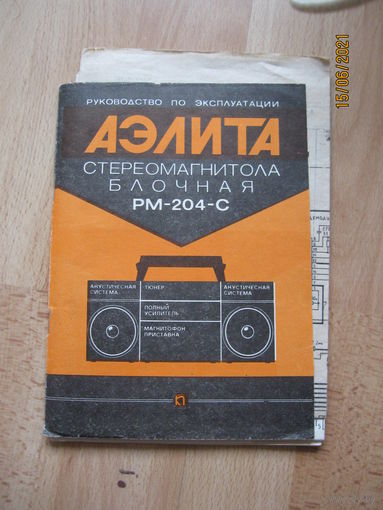 15/06/2021
РУКОВОДСТВО ПО ЭКСПЛУАТАЦИИ
АЭЛИТА
СТЕРЕОМАГНИТОЛА
БЛОЧНАЯ
РМ-204-С
АКУСТИЧЕСКАЯ СИСТЕМА
ТЮНЕР
ПОЛНЫЙ УСИЛИТЕЛЬ
МАГНИТОФОН ПРИСТАВКА
АКУСТИЧЕСКАЯ СИСТЕМА